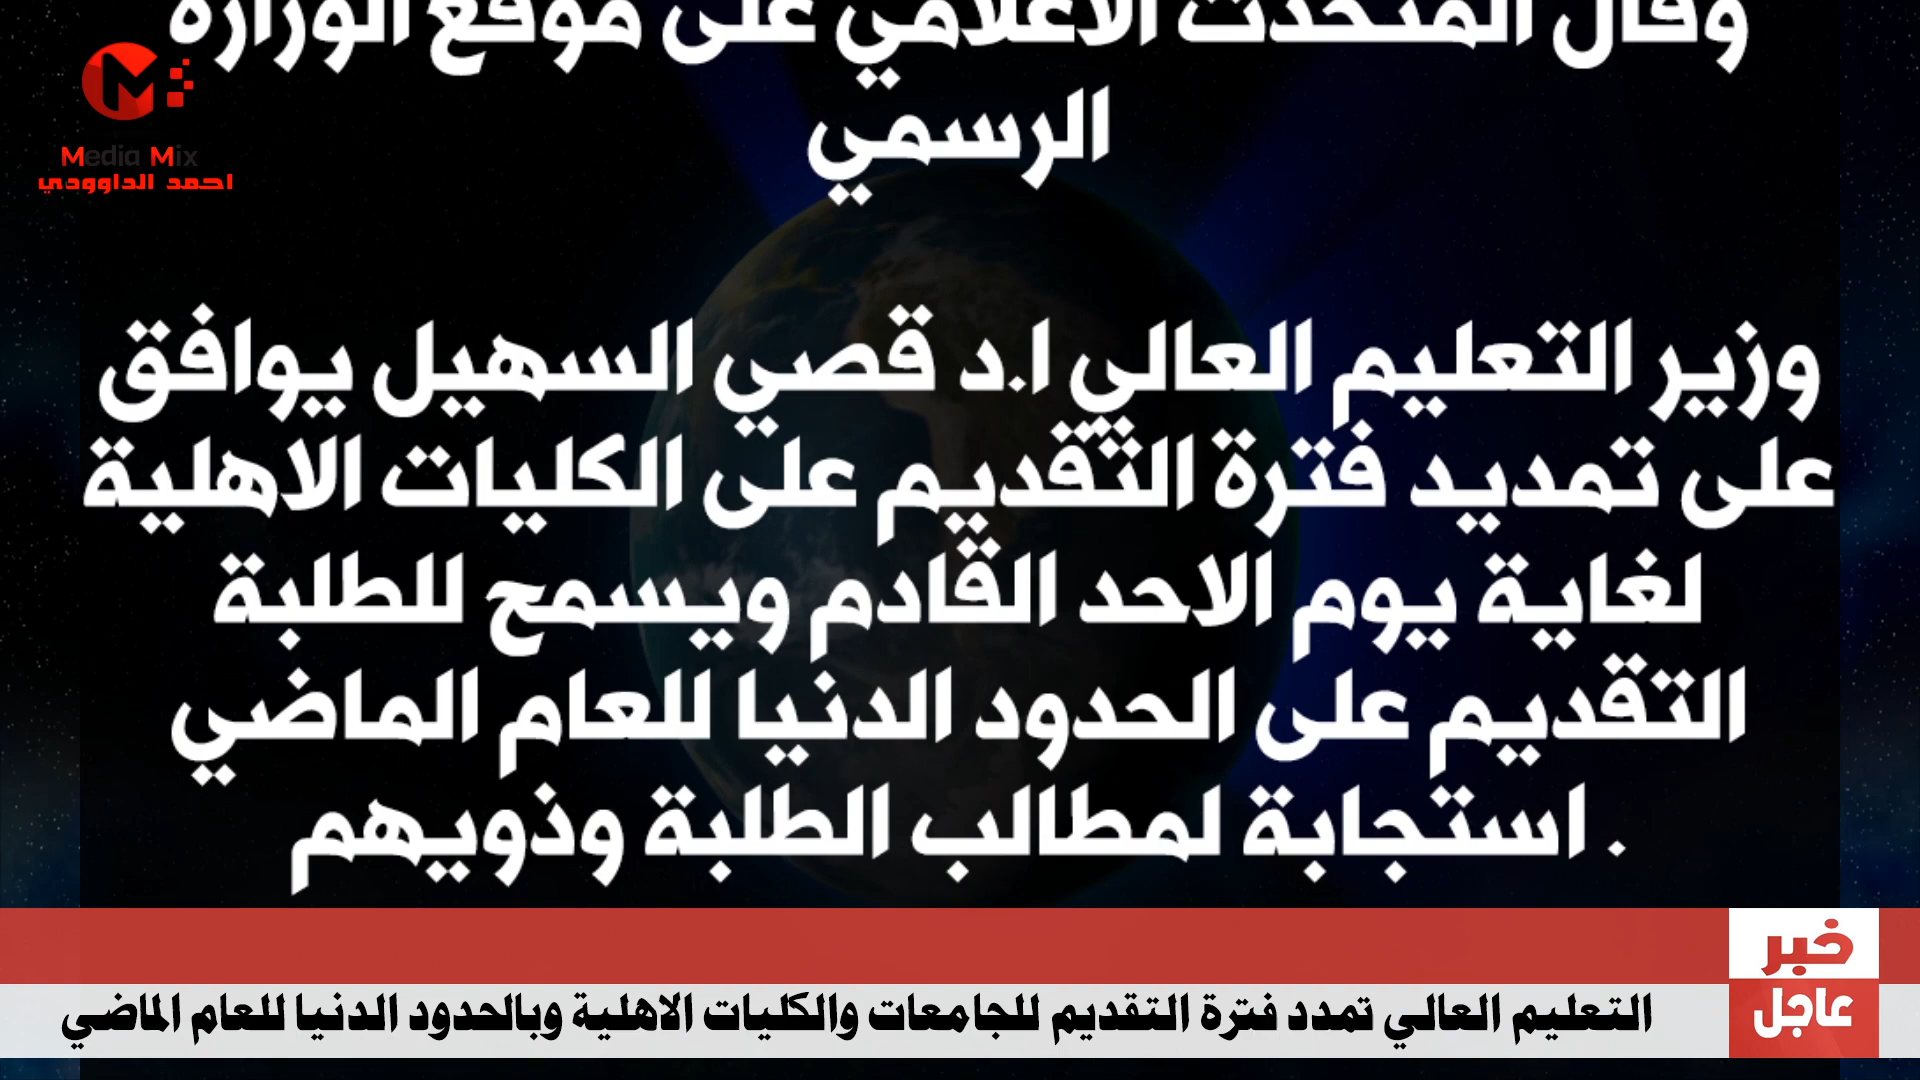 وقال المتحدث الاعلامي على موقع الوزارة
الرسمي
Media Mix
احمد الداوودي
وزير التعليم العالي ا.د قصي السهيل يوافق
على تمديد فترة التقديم على الكليات الاهلية
لغاية يوم الاحد القادم ويسمح للطلبة
التقديم على الحدود الدنيا للعام الماضي
. استجابة لمطالب الطلبة وذويهم
خبر
عاجل
التعليم العالي تمدد فترة التقديم للجامعات والكليات الاهلية وبالحدود الدنيا للعام الماضي